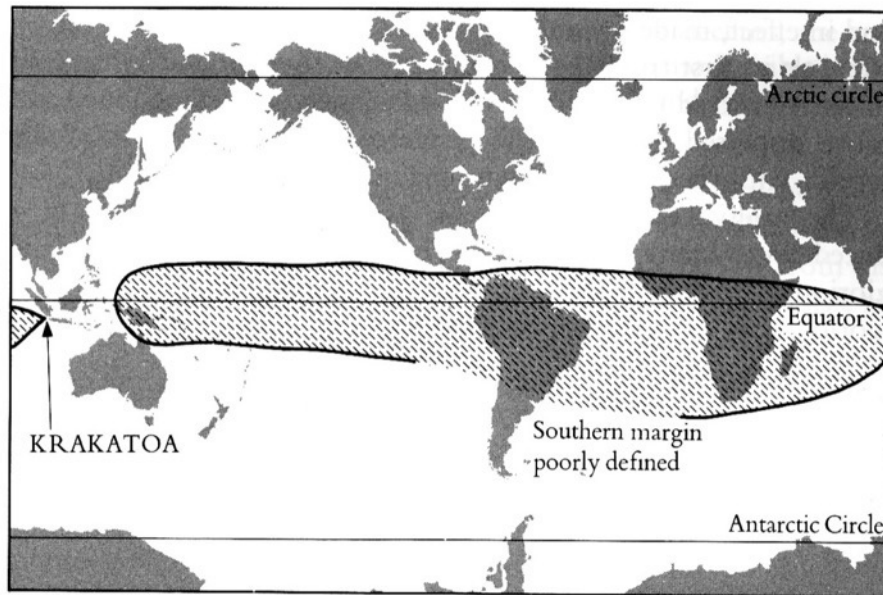 Arctic circle
Equator
KRAKATOA
Southern margin
poorly defined
Antarctic Circle